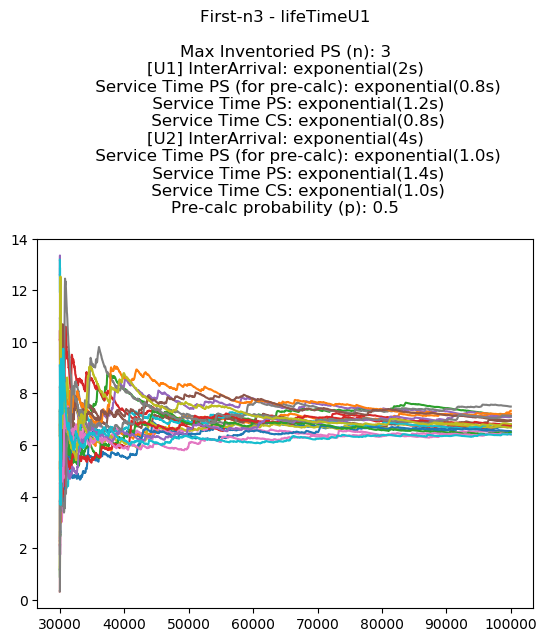 First-n3 - lifeTimeU1
Max Inventoried PS (n): 3
[U1] InterArrival: exponential(2s)
Service Time PS (for pre-calc): exponential(0.8s)
Service Time PS: exponential(1.2s)
Service Time CS: exponential(0.8s)
[U2] InterArrival: exponential(4s)
Service Time PS (for pre-calc): exponential(1.0s)
Service Time PS: exponential(1.4s)
Service Time CS: exponential(1.0s)
Pre-calc probability (p): 0.5
14
12
10
8
6
4
2
0
30000 40000 50000 60000 70000 80000 90000 100000